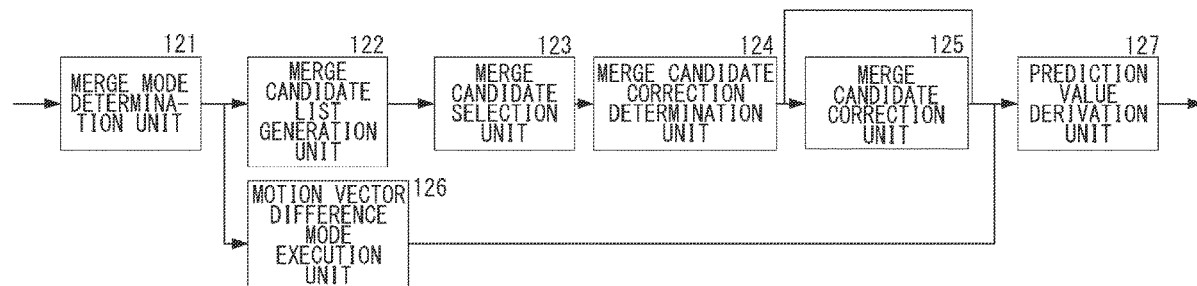 121
MERGE MODE
DETERMINA-
TION UNIT
122
MERGE
CANDIDATE
LIST
GENERATION
UNIT
123
MERGE
CANDIDATE
SELECTION
UNIT
124
MERGE CANDIDATE
CORRECTION
DETERMINATION
UNIT
125
MERGE
CANDIDATE
CORRECTION UNIT
127
PREDICTION
VALUE
DERIVATION
UNIT
126
MOTION VECTOR
DIFFERENCE
MODE
EXECUTION
UNIT